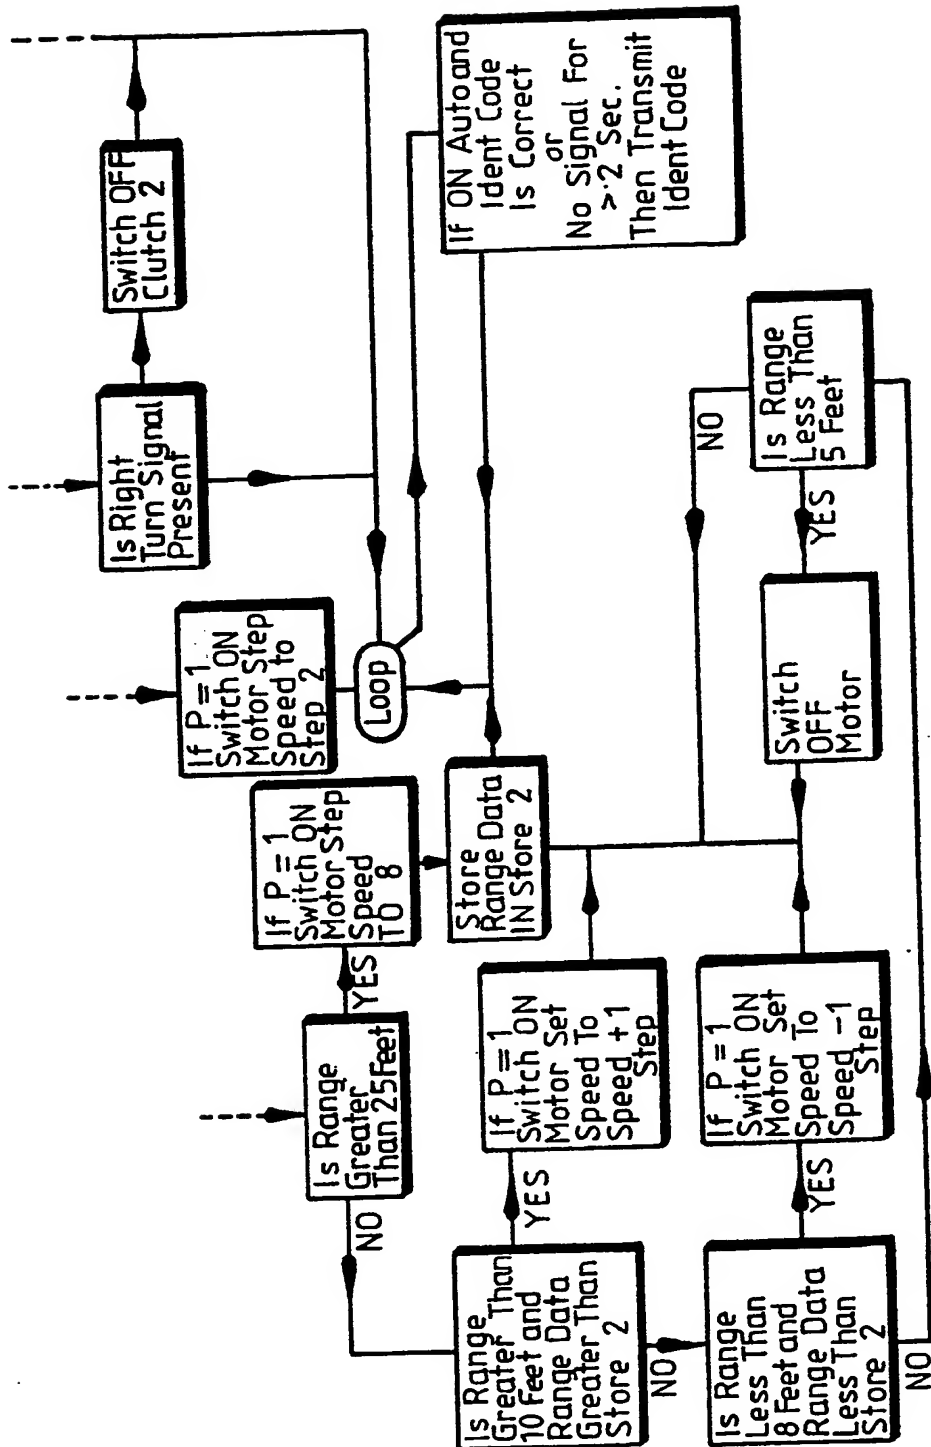 Is Right
Turn Signal
Present
Switch OFF
Clutch 2
If P = 1
Switch ON
Motor Step
Speed to
Step 2
Loop
If ON Auto and
Ident Code
Is Correct
or
No Signal For
>·2 Sec.
Then Transmit
Ident Code
Is Range
Greater
Than 25 Feet
YES
NO
If P = 1
Switch ON
Motor Step
Speed
TO 8
Store
Range Data
IN Store 2
Is Range
Greater Than
10 Feet and
Range Data
Greater Than
Store 2
YES
NO
If P = 1
Switch ON
Motor Set
Speed To
Speed +1
Step
Is Range
Less Than
8 Feet and
Range Data
Less Than
Store 2
YES
NO
If P = 1
Switch ON
Motor Set
Speed To
Speed -1
Step
Switch
OFF
Motor
YES
NO
Is Range
Less Than
5 Feet